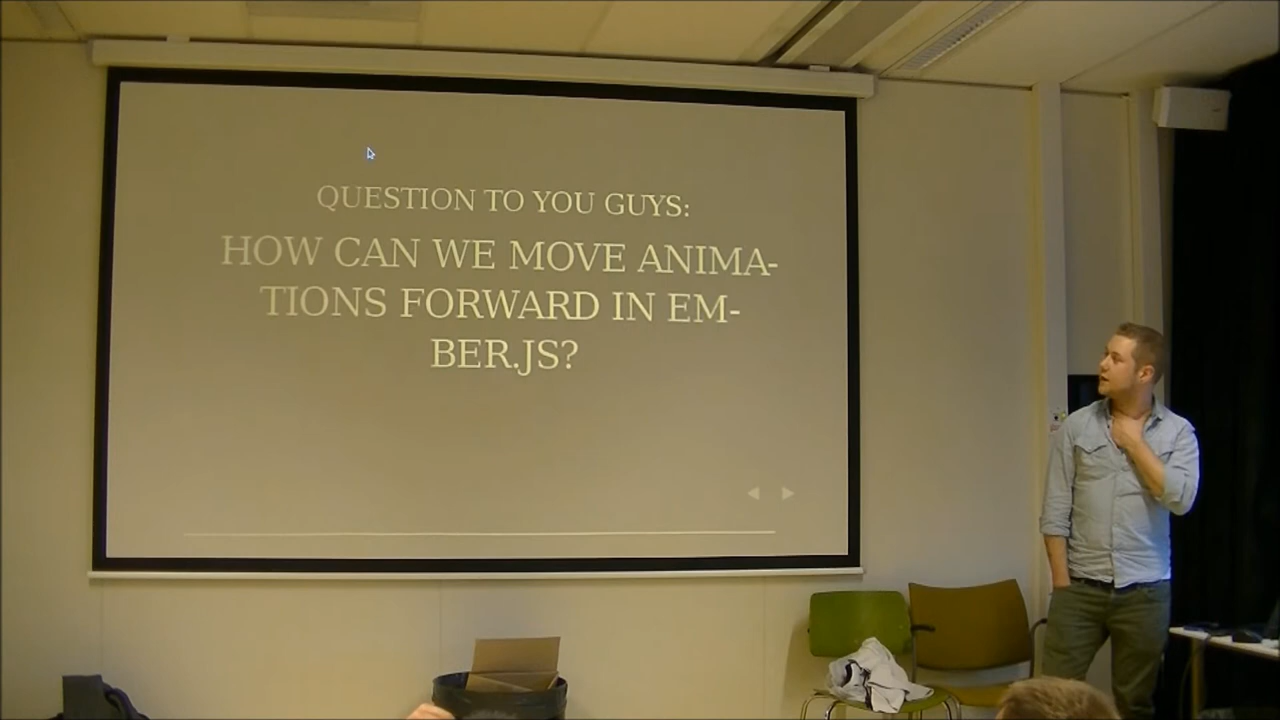 QUESTION TO YOU GUYS:
HOW CAN WE MOVE ANIMA-
TIONS FORWARD IN EM-
BER.JS?